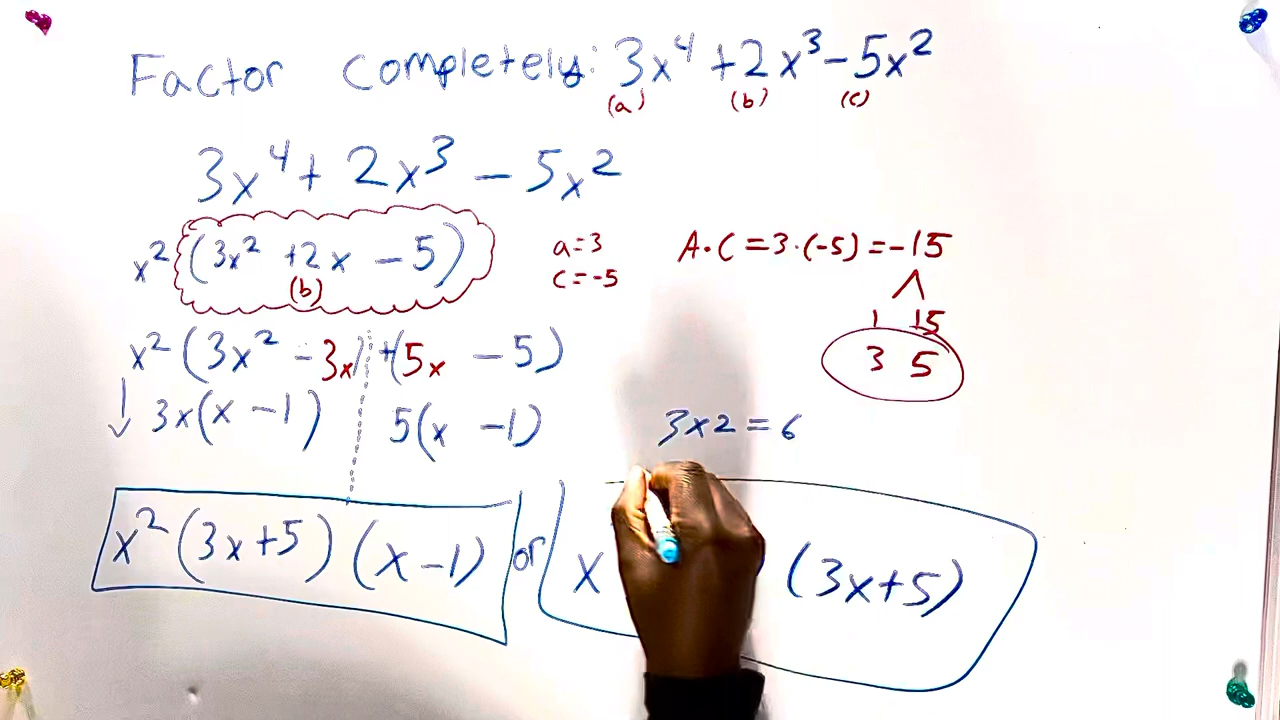 Factor completely: 3x⁴ + 2x³ - 5x²
(a) (b) (c)
3x⁴ + 2x³ - 5x²
x² (3x² + 2x - 5)
(b)
a = 3
c = -5
A·C = 3·(-5) = -15
1 15
3 5
x² (3x² - 3x) + (5x - 5)
3x(x - 1) 5(x - 1)
3x2 = 6
x² (3x+5) (x-1) or x (3x+5)